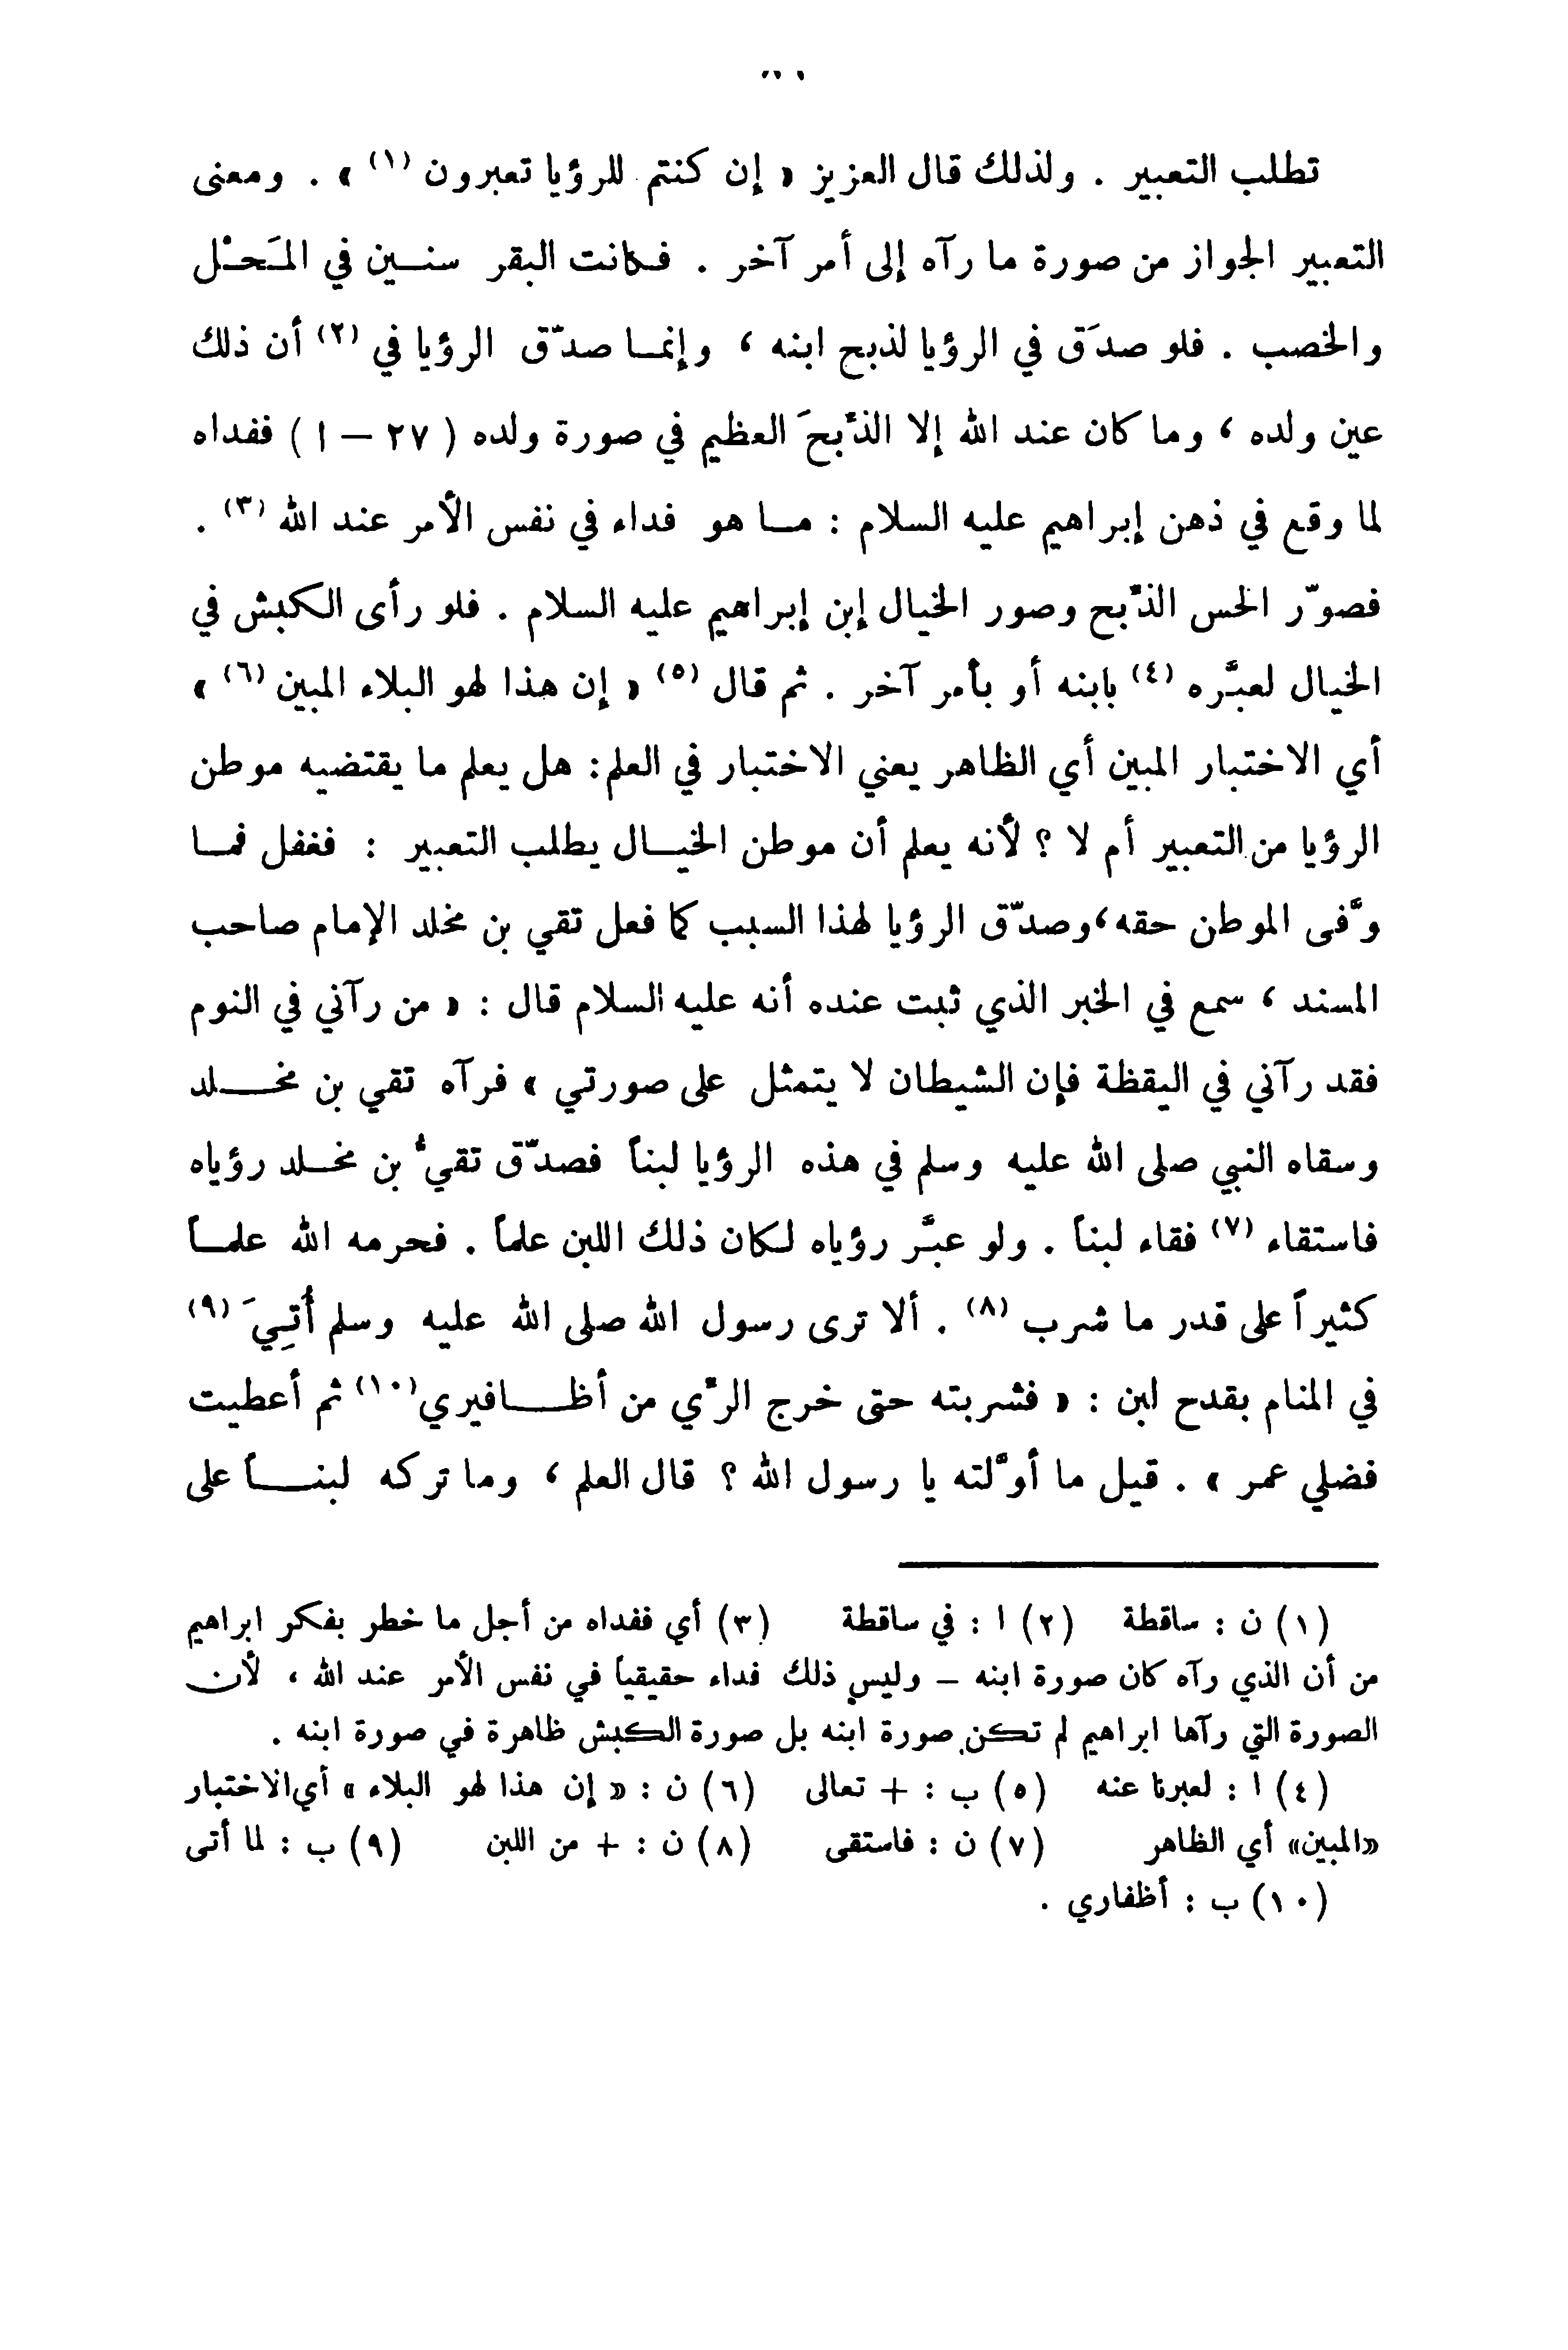 تطلب التعبير . ولذلك قال العزيز « إن كنتم للرؤيا تعبرون (١) » . ومعنى
التعبير الجواز من صورة ما رآه إلى أمر آخر . فكانت البقر سنين في المَحْل
والخصب . فلو صدَق في الرؤيا لذبح ابنه ، وإنما صدّق الرؤيا في (٢) أن ذلك
عين ولده ، وما كان عند الله إلا الذِّبحَ العظيم في صورة ولده ( ٢٧ – ا ) ففداه
لما وقع في ذهن إبراهيم عليه السلام : ما هو فداء في نفس الأمر عند الله (٣) .
فصوّر الحس الذِّبح وصور الخيال إبن إبراهيم عليه السلام . فلو رأى الكبش في
الخيال لعبَّره (٤) بابنه أو بأمر آخر . ثم قال (٥) « إن هذا لهو البلاء المبين (٦) »
أي الاختبار المبين أي الظاهر يعني الاختبار في العلم: هل يعلم ما يقتضيه موطن
الرؤيا من التعبير أم لا ؟ لأنه يعلم أن موطن الخيال يطلب التعبير : فغفل فما
وفَّى الموطن حقه، وصدّق الرؤيا لهذا السبب كما فعل تقي بن مخلد الإمام صاحب
المسند ، سمع في الخبر الذي ثبت عنده أنه عليه السلام قال : « من رآني في النوم
فقد رآني في اليقظة فإن الشيطان لا يتمثل على صورتي » فرآه تقي بن مخلد
وسقاه النبي صلى الله عليه وسلم في هذه الرؤيا لبناً فصدّق تقيُّ بن مخلد رؤياه
فاستقاء (٧) فقاء لبناً . ولو عبَّر رؤياه لكان ذلك اللبن علماً . فحرمه الله علماً
كثيراً على قدر ما شرب (٨) . ألا ترى رسول الله صلى الله عليه وسلم أُتِيَ (٩)
في المنام بقدح لبن : « فشربته حتى خرج الرِّي من أظافيري (١٠) ثم أعطيت
فضلي عمر » . قيل ما أوَّلته يا رسول الله ؟ قال العلم ، وما تركه لبناً على
(١) ن : ساقطة (٢) ا : في ساقطة (٣) أي ففداه من أجل ما خطر بفكر ابراهيم
من أن الذي رآه كان صورة ابنه – وليس ذلك فداء حقيقياً في نفس الأمر عند الله ، لأن
الصورة التي رآها ابراهيم لم تكن صورة ابنه بل صورة الكبش ظاهرة في صورة ابنه .
(٤) ا : لعبرنا عنه (٥) ب : + تعالى (٦) ن : « إن هذا لهو البلاء » أي الاختبار
«المبين» أي الظاهر (٧) ن : فاستقى (٨) ن : + من اللبن (٩) ب : لما أتى
(١٠) ب : أظفاري .